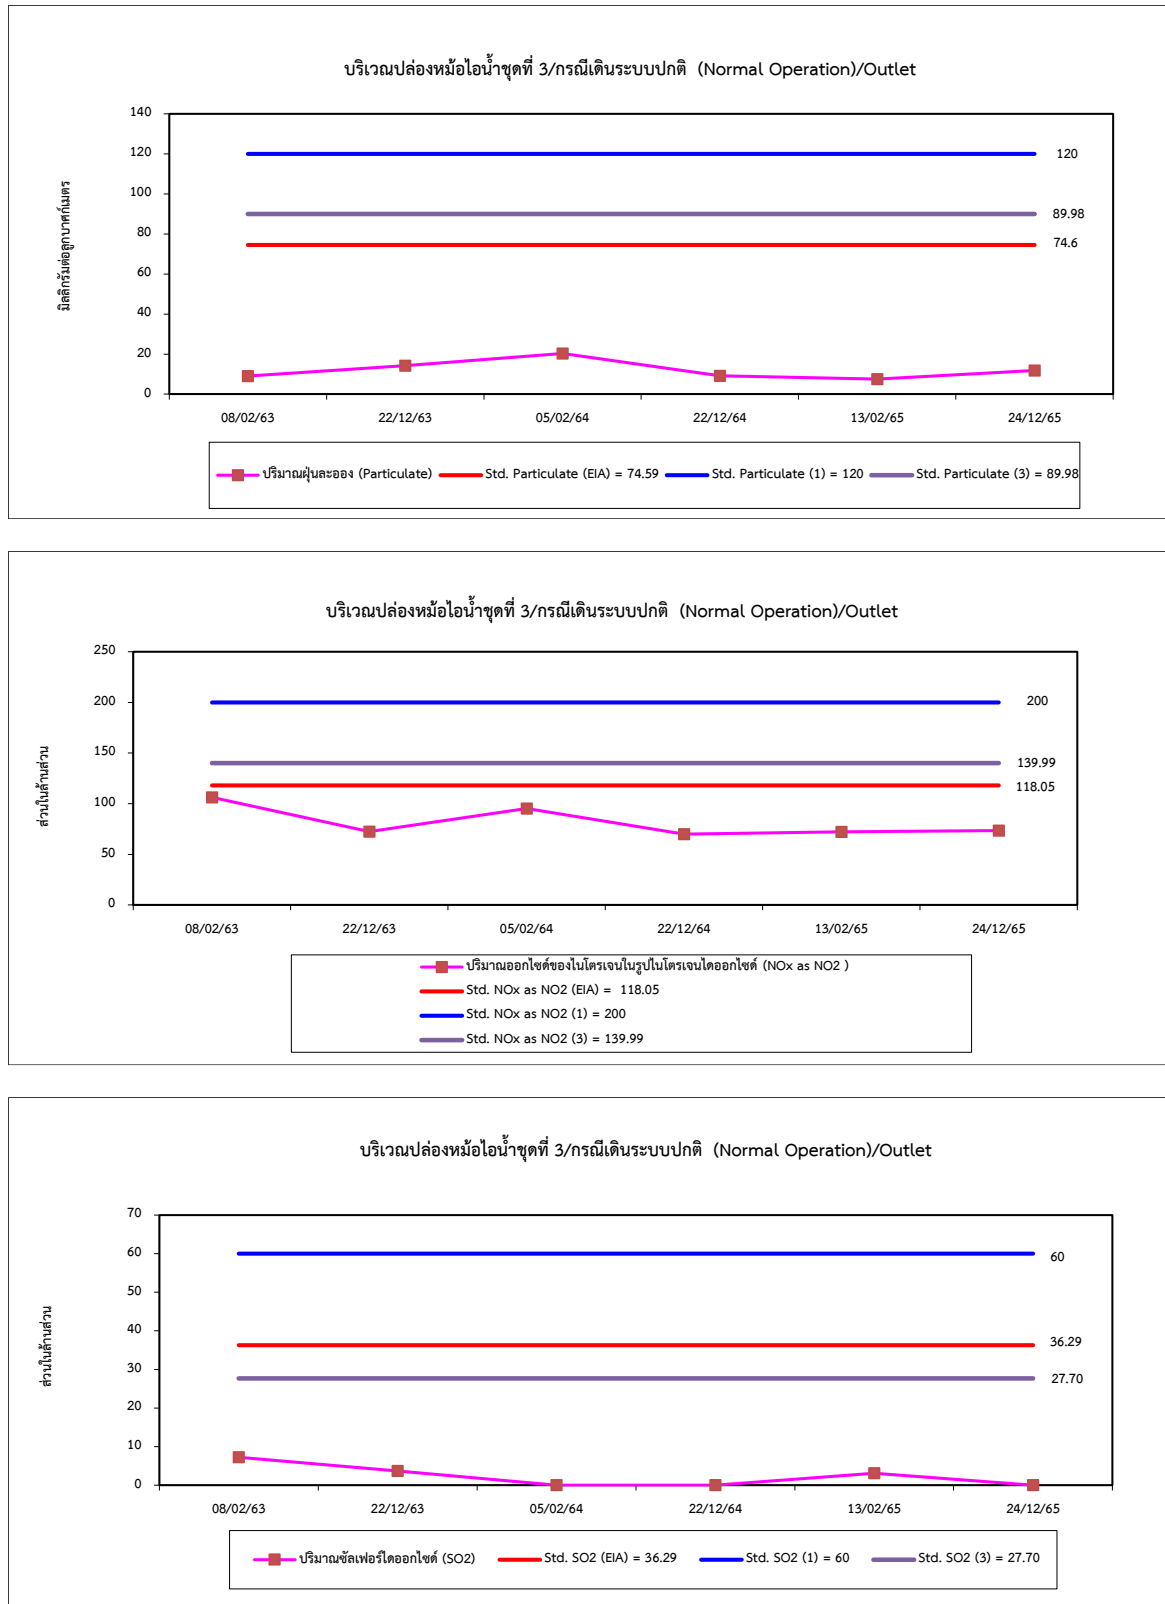 บริเวณปล่องหม้อไอน้ำชุดที่ 3/กรณีเดินระบบปกติ (Normal Operation)/Outlet
มิลลิกรัมต่อลูกบาศก์เมตร
140
120
100
80
60
40
20
0
120
89.98
74.6
08/02/63 22/12/63 05/02/64 22/12/64 13/02/65 24/12/65
ปริมาณฝุ่นละออง (Particulate) Std. Particulate (EIA) = 74.59 Std. Particulate (1) = 120 Std. Particulate (3) = 89.98
บริเวณปล่องหม้อไอน้ำชุดที่ 3/กรณีเดินระบบปกติ (Normal Operation)/Outlet
ส่วนในล้านส่วน
250
200
150
100
50
0
200
139.99
118.05
08/02/63 22/12/63 05/02/64 22/12/64 13/02/65 24/12/65
ปริมาณออกไซด์ของไนโตรเจนในรูปไนโตรเจนไดออกไซด์ (NOx as NO2 )
Std. NOx as NO2 (EIA) = 118.05
Std. NOx as NO2 (1) = 200
Std. NOx as NO2 (3) = 139.99
บริเวณปล่องหม้อไอน้ำชุดที่ 3/กรณีเดินระบบปกติ (Normal Operation)/Outlet
ส่วนในล้านส่วน
70
60
50
40
30
20
10
0
60
36.29
27.70
08/02/63 22/12/63 05/02/64 22/12/64 13/02/65 24/12/65
ปริมาณซัลเฟอร์ไดออกไซด์ (SO2) Std. SO2 (EIA) = 36.29 Std. SO2 (1) = 60 Std. SO2 (3) = 27.70